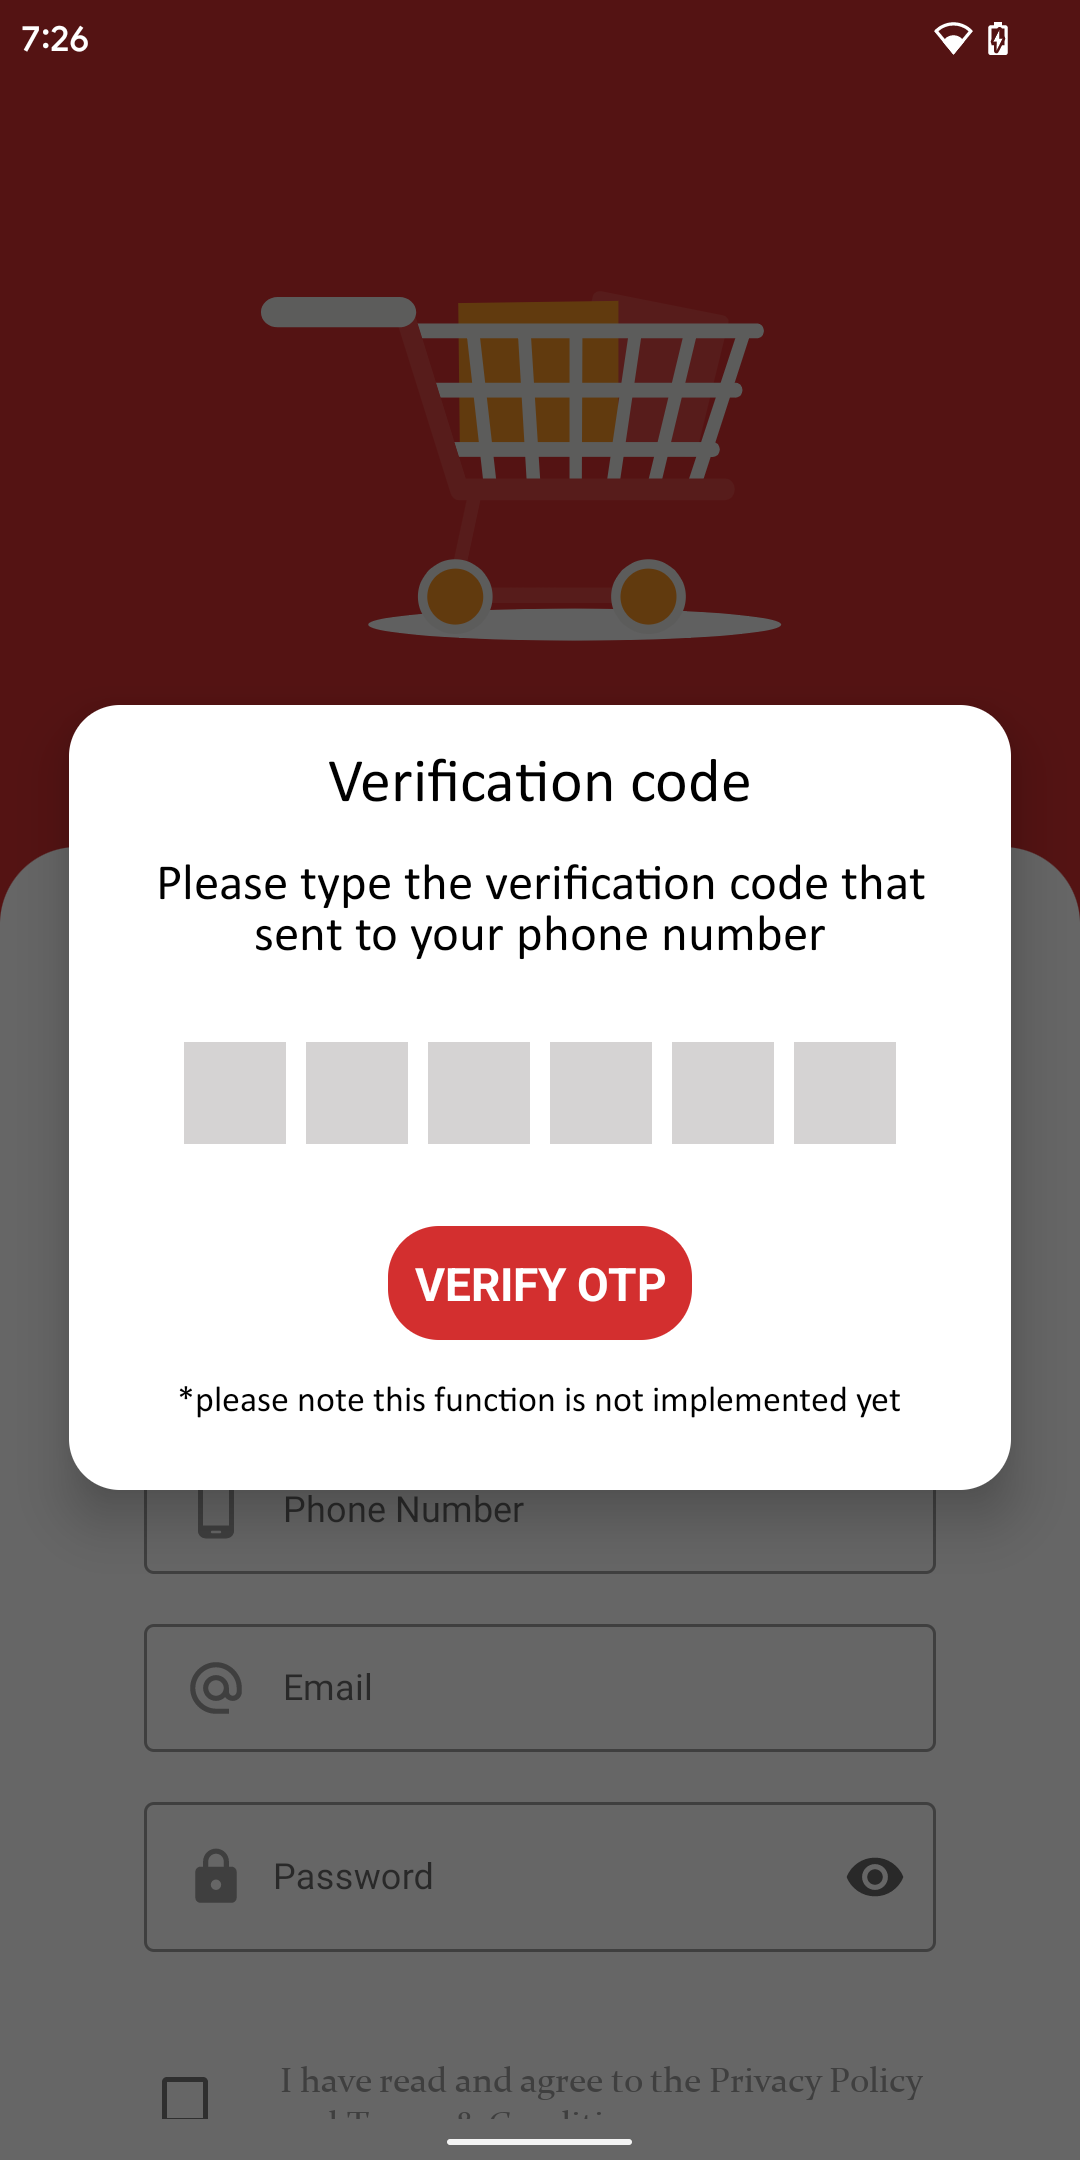 7:26
Verification code
Please type the verification code that
sent to your phone number
VERIFY OTP
*please note this function is not implemented yet
Phone Number
Email
Password
I have read and agree to the Privacy Policy